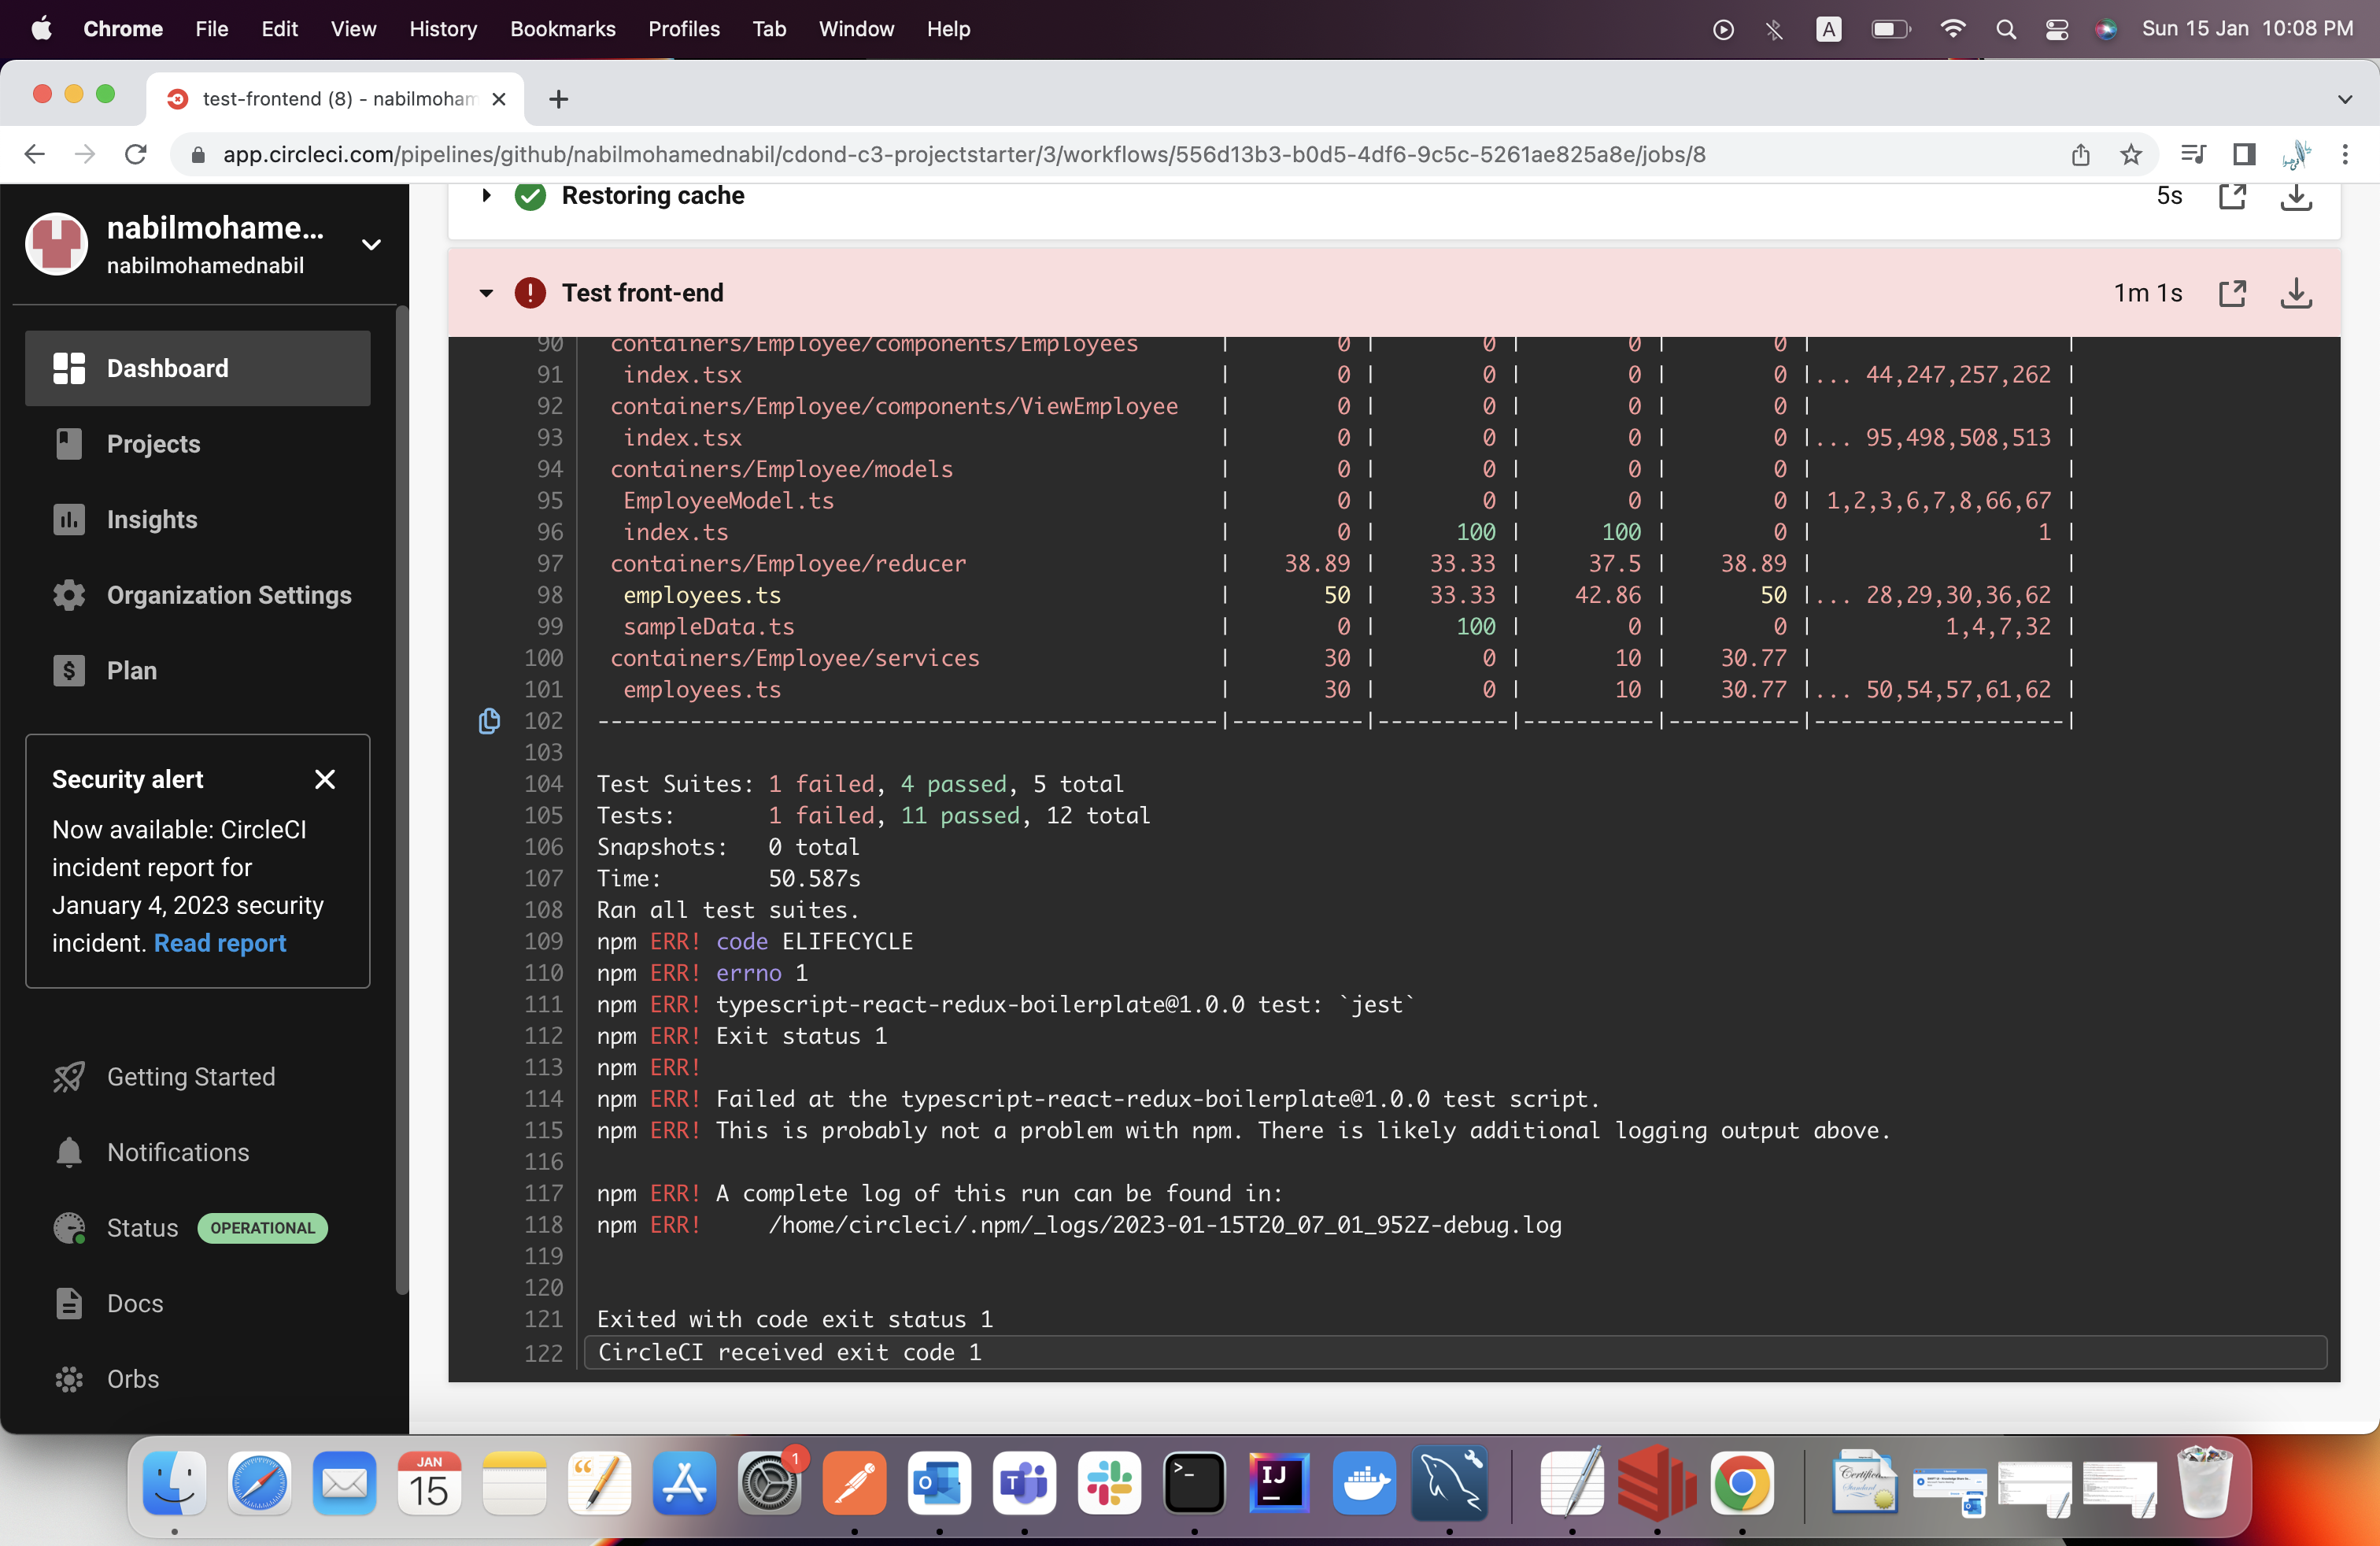 Chrome File Edit View History Bookmarks Profiles Tab Window Help A Sun 15 Jan 10:08 PM
test-frontend (8) - nabilmoham
app.circleci.com/pipelines/github/nabilmohamednabil/cdond-c3-projectstarter/3/workflows/556d13b3-b0d5-4df6-9c5c-5261ae825a8e/jobs/8
nabilmohame...
nabilmohamednabil
Dashboard
Projects
Insights
Organization Settings
Plan
Security alert
Now available: CircleCI
incident report for
January 4, 2023 security
incident. Read report
Getting Started
Notifications
Status OPERATIONAL
Docs
Orbs
Restoring cache 5s
Test front-end 1m 1s
90 containers/Employee/components/Employees | 0 | 0 | 0 | 0 | |
91 index.tsx | 0 | 0 | 0 | 0 |... 44,247,257,262 |
92 containers/Employee/components/ViewEmployee | 0 | 0 | 0 | 0 | |
93 index.tsx | 0 | 0 | 0 | 0 |... 95,498,508,513 |
94 containers/Employee/models | 0 | 0 | 0 | 0 | |
95 EmployeeModel.ts | 0 | 0 | 0 | 0 | 1,2,3,6,7,8,66,67 |
96 index.ts | 0 | 100 | 100 | 0 | 1 |
97 containers/Employee/reducer | 38.89 | 33.33 | 37.5 | 38.89 | |
98 employees.ts | 50 | 33.33 | 42.86 | 50 |... 28,29,30,36,62 |
99 sampleData.ts | 0 | 100 | 0 | 0 | 1,4,7,32 |
100 containers/Employee/services | 30 | 0 | 10 | 30.77 | |
101 employees.ts | 30 | 0 | 10 | 30.77 |... 50,54,57,61,62 |
102 -----------------------------------------------|----------|----------|----------|----------|-------------------|
103
104 Test Suites: 1 failed, 4 passed, 5 total
105 Tests: 1 failed, 11 passed, 12 total
106 Snapshots: 0 total
107 Time: 50.587s
108 Ran all test suites.
109 npm ERR! code ELIFECYCLE
110 npm ERR! errno 1
111 npm ERR! typescript-react-redux-boilerplate@1.0.0 test: `jest`
112 npm ERR! Exit status 1
113 npm ERR!
114 npm ERR! Failed at the typescript-react-redux-boilerplate@1.0.0 test script.
115 npm ERR! This is probably not a problem with npm. There is likely additional logging output above.
116
117 npm ERR! A complete log of this run can be found in:
118 npm ERR! /home/circleci/.npm/_logs/2023-01-15T20_07_01_952Z-debug.log
119
120
121 Exited with code exit status 1
122 CircleCI received exit code 1
JAN
15
1
IJ